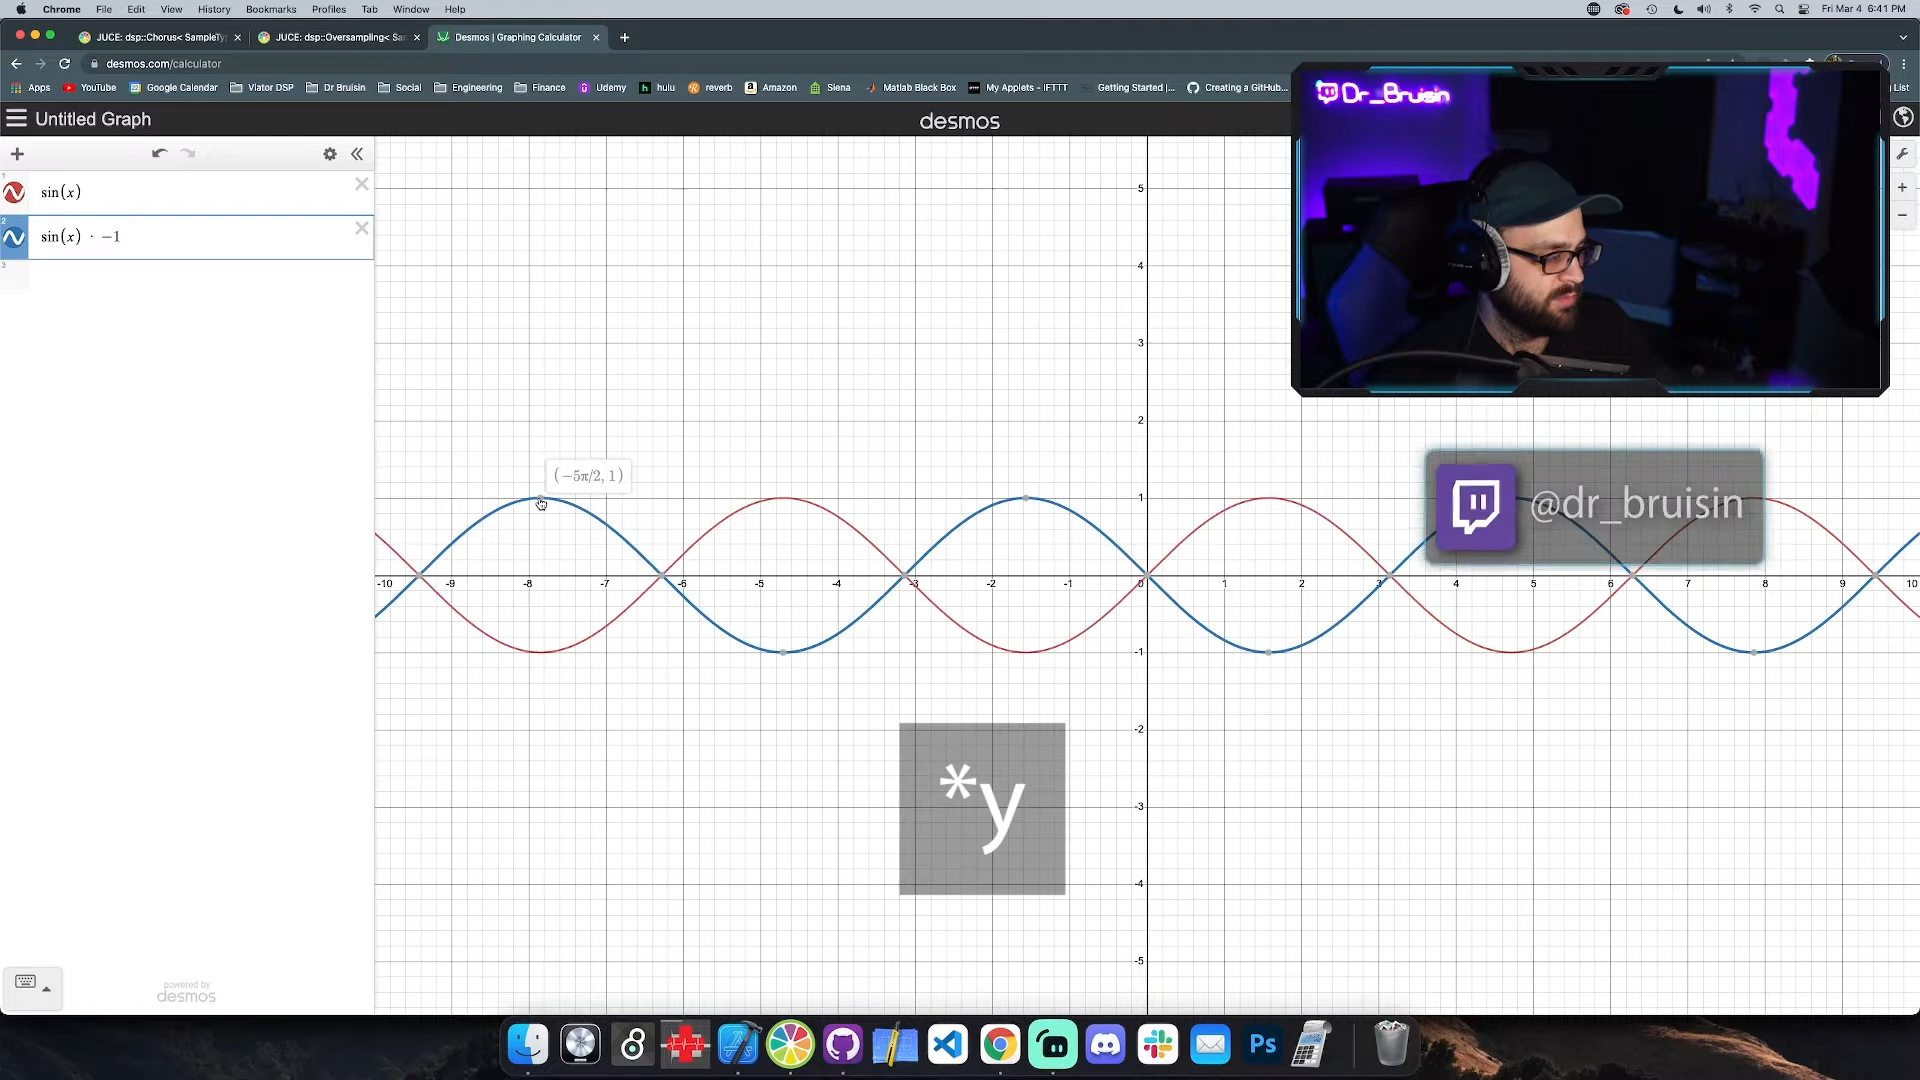 Chrome File Edit View History Bookmarks Profiles Tab Window Help
Fri Mar 4 6:41 PM
JUCE: dsp::Chorus< SampleTy
JUCE: dsp::Oversampling< Sa
Desmos | Graphing Calculator
desmos.com/calculator
Apps YouTube Google Calendar Viator DSP Dr Bruisin Social Engineering Finance Udemy hulu reverb Amazon Siena Matlab Black Box My Applets - IFTTT Getting Started |... Creating a GitHub... List
@Dr_Bruisin
Untitled Graph
desmos
1
sin(x)
2
sin(x) · −1
3
5
4
3
2
(−5π/2, 1)
1
@dr_bruisin
-10 -9 -8 -7 -6 -5 -4 -3 -2 -1 0 1 2 3 4 5 6 7 8 9 10
-1
-2
*y
-3
-4
-5
powered by
desmos
Ps